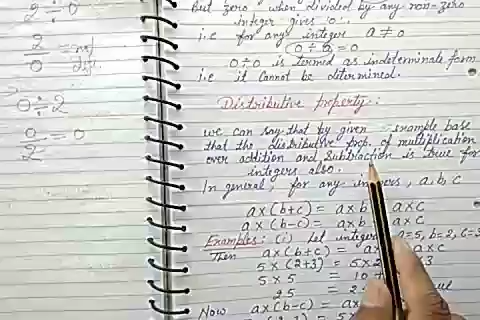 2/0 = not def.
0÷2
0/2 = 0
But zero when divided by any non-zero
integer gives '0'.
i.e for any integer a ≠ 0
0 ÷ a = 0
0÷0 is termed as indeterminate form
i.e it cannot be determined.
Distributive property:
we can say that by given example base
that the distributive prop. of multiplication
over addition and subtraction is true for
integers also.
In general, for any integers, a, b, c
a×(b+c) = a×b a×c
a×(b-c) = a×b a×c
Examples: (i) Let integers a=5, b=2, c=3
Then a×(b+c) = a× a×c
5×(2+3) = 5×2 3
5×5 = 10+
25 = 2
Now a×(b-c) = a×